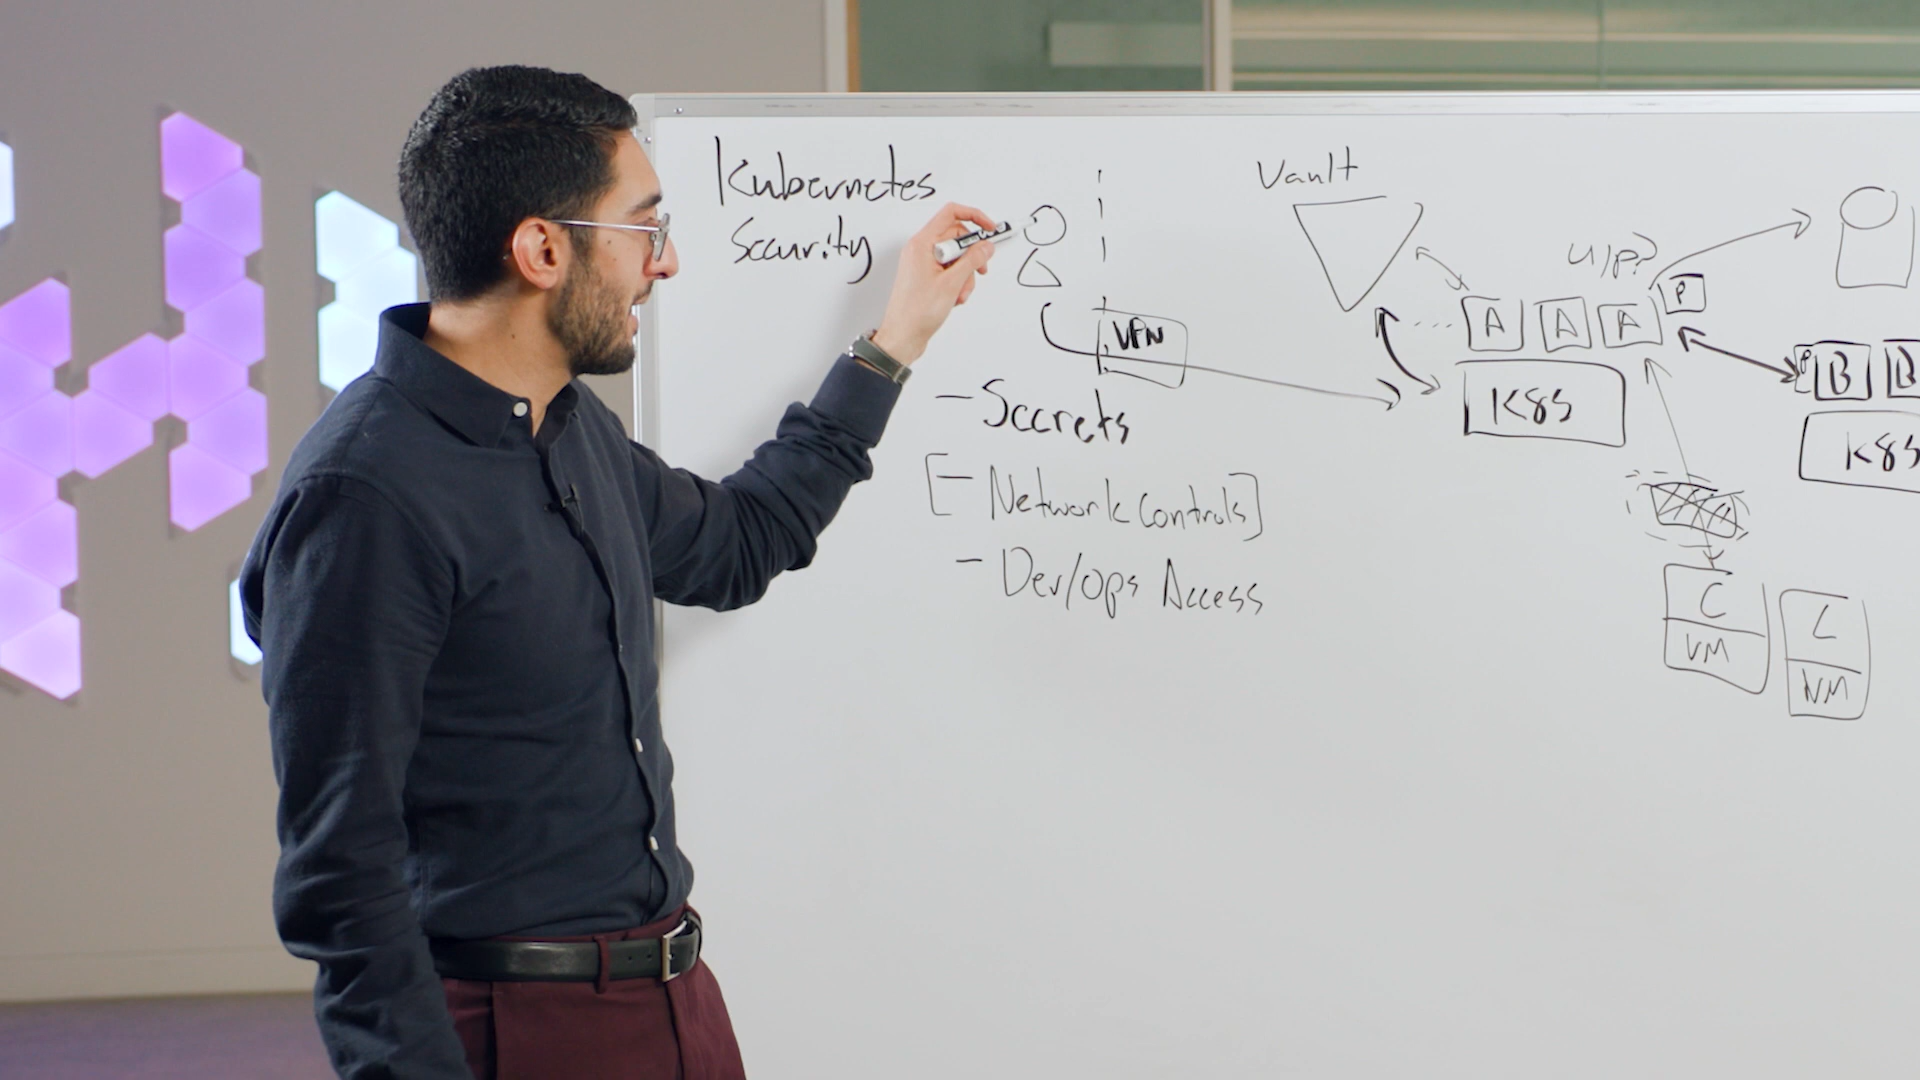 Kubernetes
Security
Vault
U/P?
P
VPN
A
A
A
K8S
P
B
B
K8S
- Secrets
[- Network Controls]
- Dev/Ops Access
C
VM
C
VM